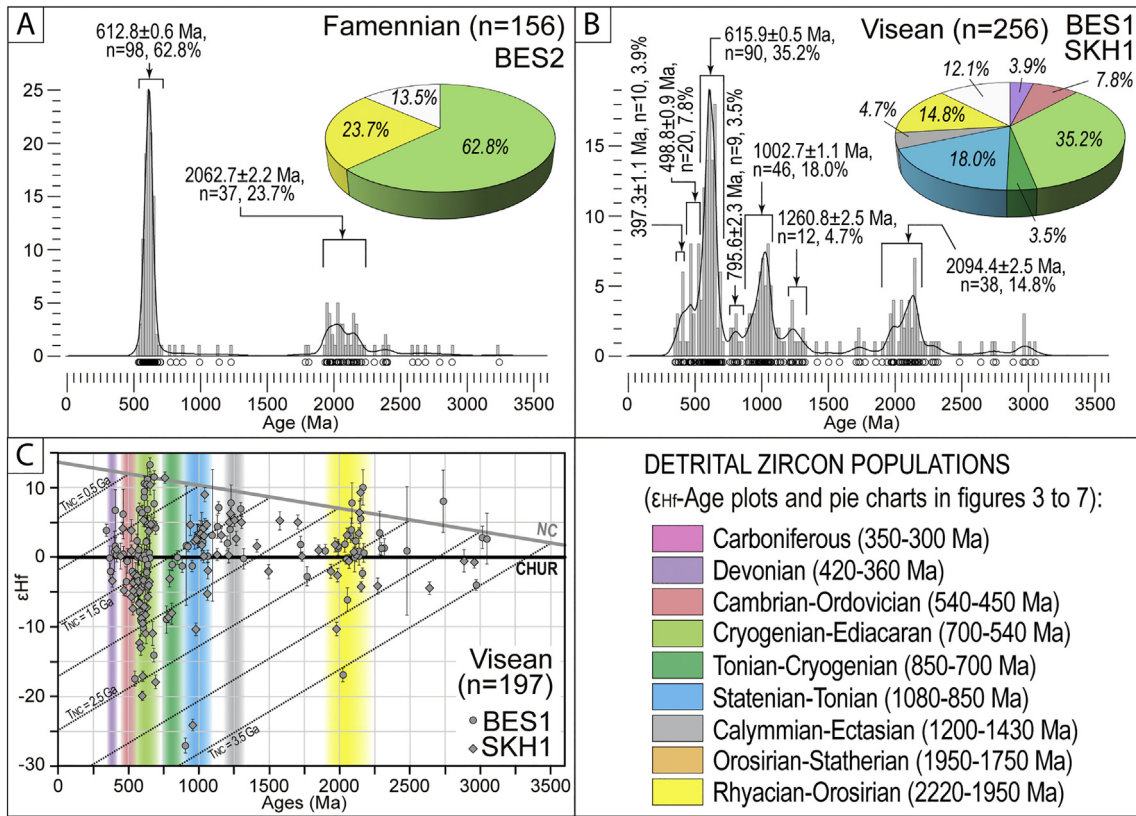 A
Famennian (n=156)
BES2
612.8±0.6 Ma,
n=98, 62.8%
13.5%
23.7%
62.8%
2062.7±2.2 Ma,
n=37, 23.7%
25
20
15
10
5
0
0 500 1000 1500 2000 2500 3000 3500
Age (Ma)
B
Visean (n=256)
BES1
SKH1
615.9±0.5 Ma,
n=90, 35.2%
397.3±1.1 Ma, n=10, 3.9%
498.8±0.9 Ma,
n=20, 7.8%
795.6±2.3 Ma, n=9, 3.5%
1002.7±1.1 Ma,
n=46, 18.0%
1260.8±2.5 Ma,
n=12, 4.7%
2094.4±2.5 Ma,
n=38, 14.8%
12.1%
3.9%
7.8%
4.7%
14.8%
35.2%
18.0%
3.5%
15
10
5
0
0 500 1000 1500 2000 2500 3000 3500
Age (Ma)
C
εHf
10
0
-10
-20
-30
TNC = 0.5 Ga
TNC = 1.5 Ga
TNC = 2.5 Ga
TNC = 3.5 Ga
NC
CHUR
Visean
(n=197)
BES1
SKH1
0 500 1000 1500 2000 2500 3000 3500
Ages (Ma)
DETRITAL ZIRCON POPULATIONS
(εHf-Age plots and pie charts in figures 3 to 7):
Carboniferous (350-300 Ma)
Devonian (420-360 Ma)
Cambrian-Ordovician (540-450 Ma)
Cryogenian-Ediacaran (700-540 Ma)
Tonian-Cryogenian (850-700 Ma)
Statenian-Tonian (1080-850 Ma)
Calymmian-Ectasian (1200-1430 Ma)
Orosirian-Statherian (1950-1750 Ma)
Rhyacian-Orosirian (2220-1950 Ma)